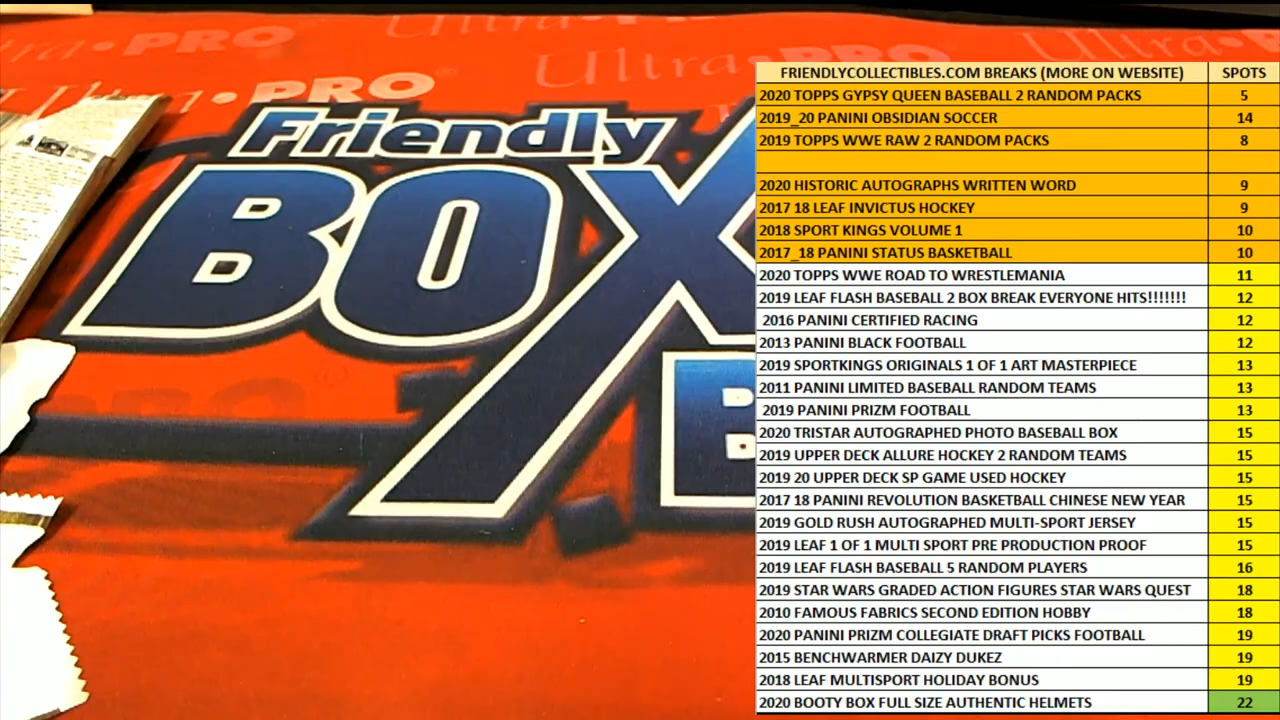 Ultra•PRO
Ultra•PRO
Ultra•PRO
Ultra•PRO
Friendly
BOX
B
PRO
FRIENDLYCOLLECTIBLES.COM BREAKS (MORE ON WEBSITE) SPOTS
2020 TOPPS GYPSY QUEEN BASEBALL 2 RANDOM PACKS 5
2019_20 PANINI OBSIDIAN SOCCER 14
2019 TOPPS WWE RAW 2 RANDOM PACKS 8
2020 HISTORIC AUTOGRAPHS WRITTEN WORD 9
2017 18 LEAF INVICTUS HOCKEY 9
2018 SPORT KINGS VOLUME 1 10
2017_18 PANINI STATUS BASKETBALL 10
2020 TOPPS WWE ROAD TO WRESTLEMANIA 11
2019 LEAF FLASH BASEBALL 2 BOX BREAK EVERYONE HITS!!!!!!! 12
2016 PANINI CERTIFIED RACING 12
2013 PANINI BLACK FOOTBALL 12
2019 SPORTKINGS ORIGINALS 1 OF 1 ART MASTERPIECE 13
2011 PANINI LIMITED BASEBALL RANDOM TEAMS 13
2019 PANINI PRIZM FOOTBALL 13
2020 TRISTAR AUTOGRAPHED PHOTO BASEBALL BOX 15
2019 UPPER DECK ALLURE HOCKEY 2 RANDOM TEAMS 15
2019 20 UPPER DECK SP GAME USED HOCKEY 15
2017 18 PANINI REVOLUTION BASKETBALL CHINESE NEW YEAR 15
2019 GOLD RUSH AUTOGRAPHED MULTI-SPORT JERSEY 15
2019 LEAF 1 OF 1 MULTI SPORT PRE PRODUCTION PROOF 15
2019 LEAF FLASH BASEBALL 5 RANDOM PLAYERS 16
2019 STAR WARS GRADED ACTION FIGURES STAR WARS QUEST 18
2010 FAMOUS FABRICS SECOND EDITION HOBBY 18
2020 PANINI PRIZM COLLEGIATE DRAFT PICKS FOOTBALL 19
2015 BENCHWARMER DAIZY DUKEZ 19
2018 LEAF MULTISPORT HOLIDAY BONUS 19
2020 BOOTY BOX FULL SIZE AUTHENTIC HELMETS 22